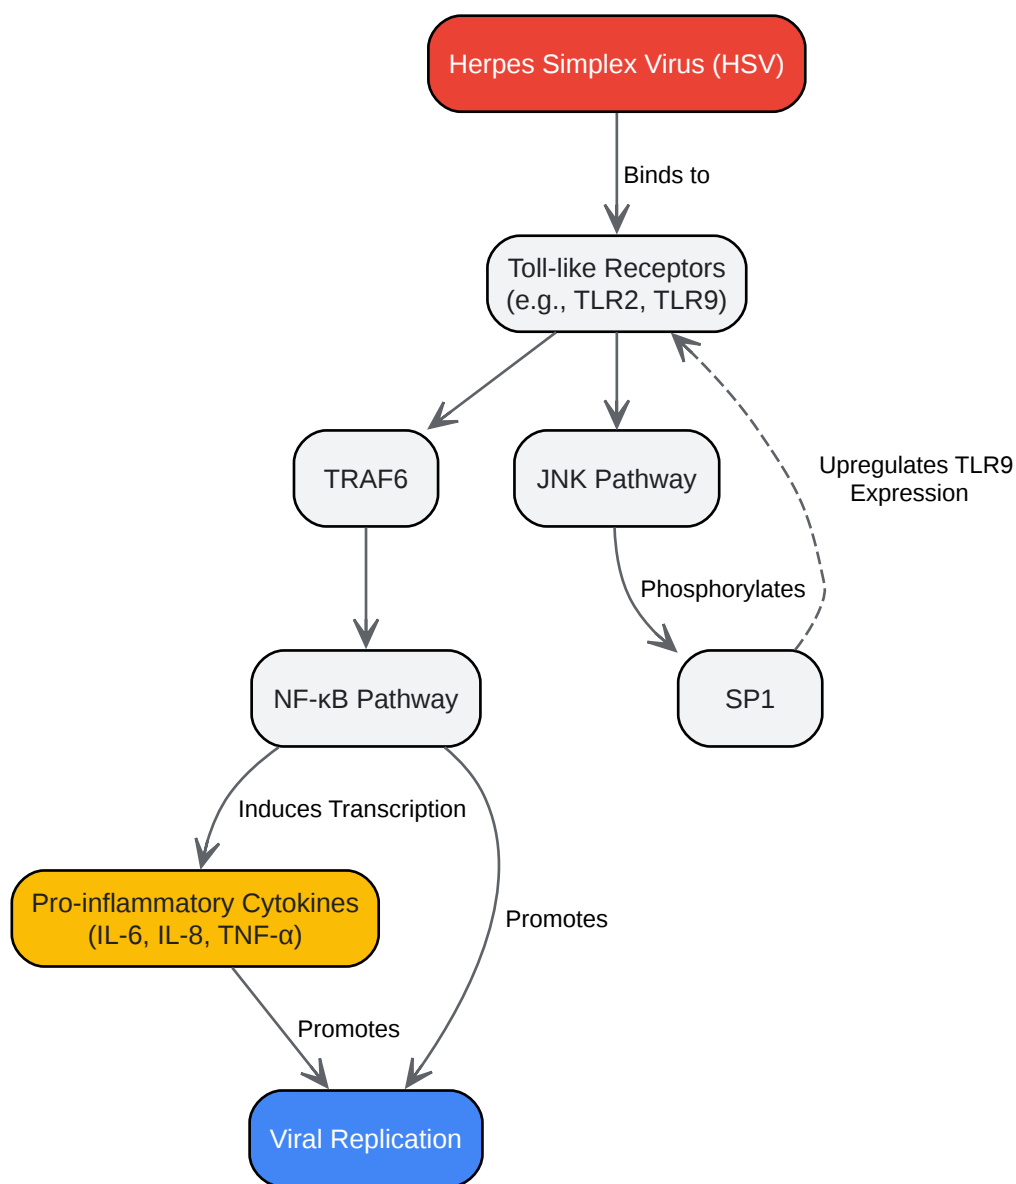 Herpes Simplex Virus (HSV)
Binds to
Toll-like Receptors
(e.g., TLR2, TLR9)
TRAF6
JNK Pathway
Upregulates TLR9
Expression
Phosphorylates
NF-κB Pathway
SP1
Induces Transcription
Pro-inflammatory Cytokines
(IL-6, IL-8, TNF-α)
Promotes
Promotes
Viral Replication